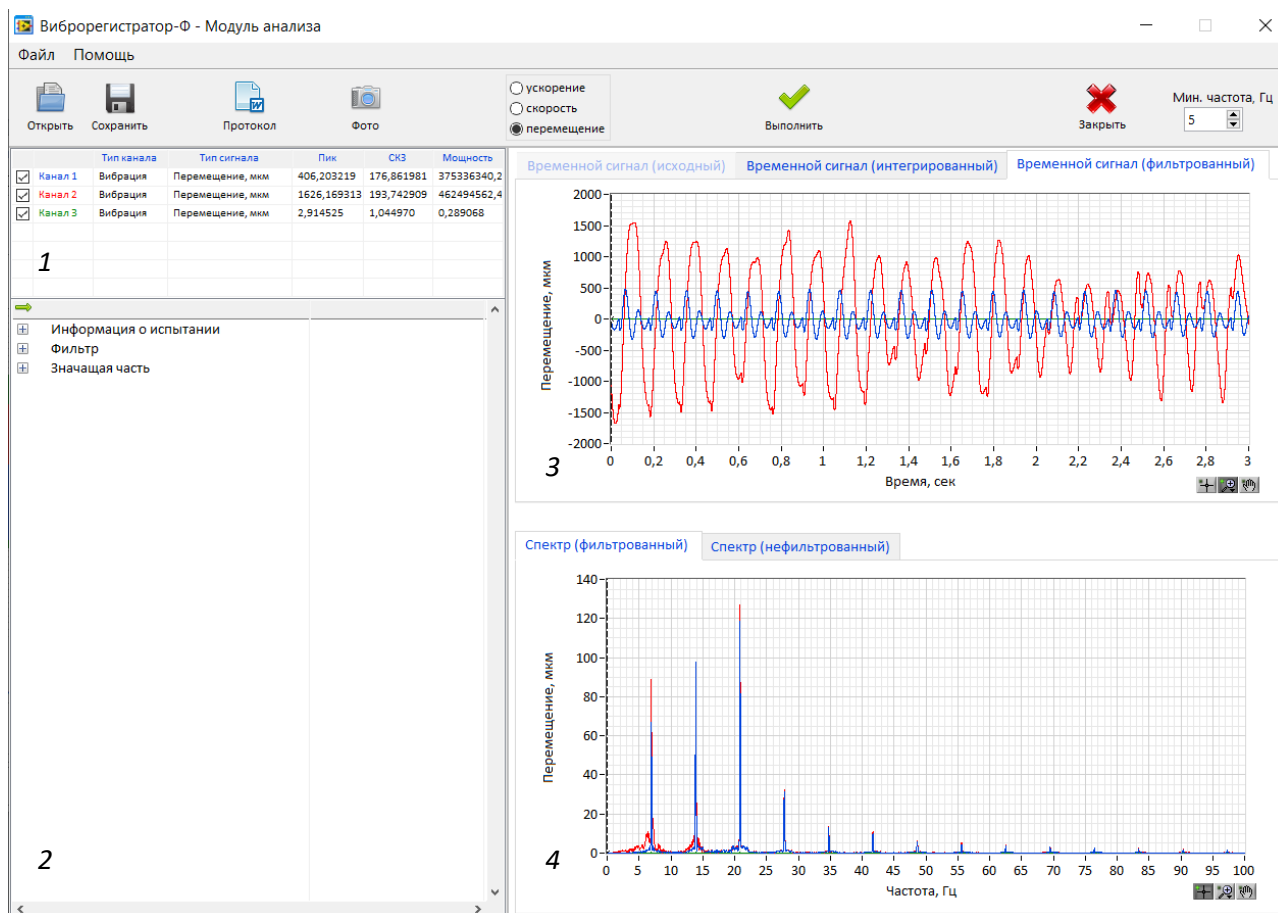 Виброрегистратор-Ф - Модуль анализа
Файл Помощь
Открыть Сохранить Протокол Фото
ускорение
скорость
перемещение
Выполнить
Закрыть
Мин. частота, Гц
5
Тип канала Тип сигнала Пик СКЗ Мощность
Канал 1 Вибрация Перемещение, мкм 406,203219 176,861981 375336340,2
Канал 2 Вибрация Перемещение, мкм 1626,169313 193,742909 462494562,4
Канал 3 Вибрация Перемещение, мкм 2,914525 1,044970 0,289068
1
Информация о испытании
Фильтр
Значащая часть
2
Временной сигнал (исходный) Временной сигнал (интегрированный) Временной сигнал (фильтрованный)
Перемещение, мкм
2000
1500
1000
500
0
-500
-1000
-1500
-2000
0 0,2 0,4 0,6 0,8 1 1,2 1,4 1,6 1,8 2 2,2 2,4 2,6 2,8 3
Время, сек
3
Спектр (фильтрованный) Спектр (нефильтрованный)
Перемещение, мкм
140
120
100
80
60
40
20
0
0 5 10 15 20 25 30 35 40 45 50 55 60 65 70 75 80 85 90 95 100
Частота, Гц
4